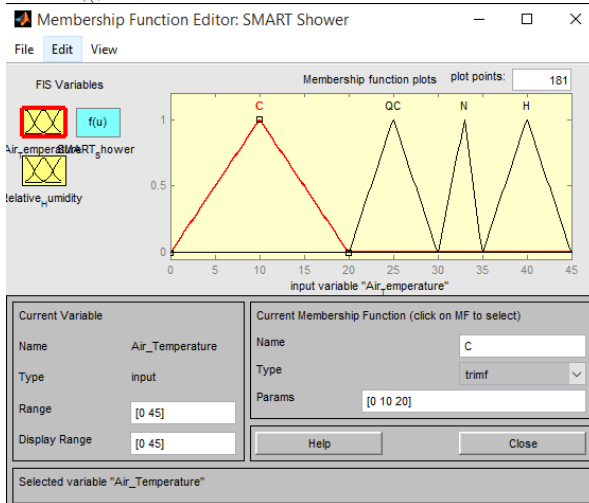 Membership Function Editor: SMART Shower
File Edit View
FIS Variables
Membership function plots plot points: 181
f(u)
SMART_Shower
Relative_Humidity
C QC N H
1
0.5
0
0 5 10 15 20 25 30 35 40 45
input variable "Air_Temperature"
Current Variable
Name Air_Temperature
Type input
Range [0 45]
Display Range [0 45]
Current Membership Function (click on MF to select)
Name C
Type trimf
Params [0 10 20]
Help Close
Selected variable "Air_Temperature"